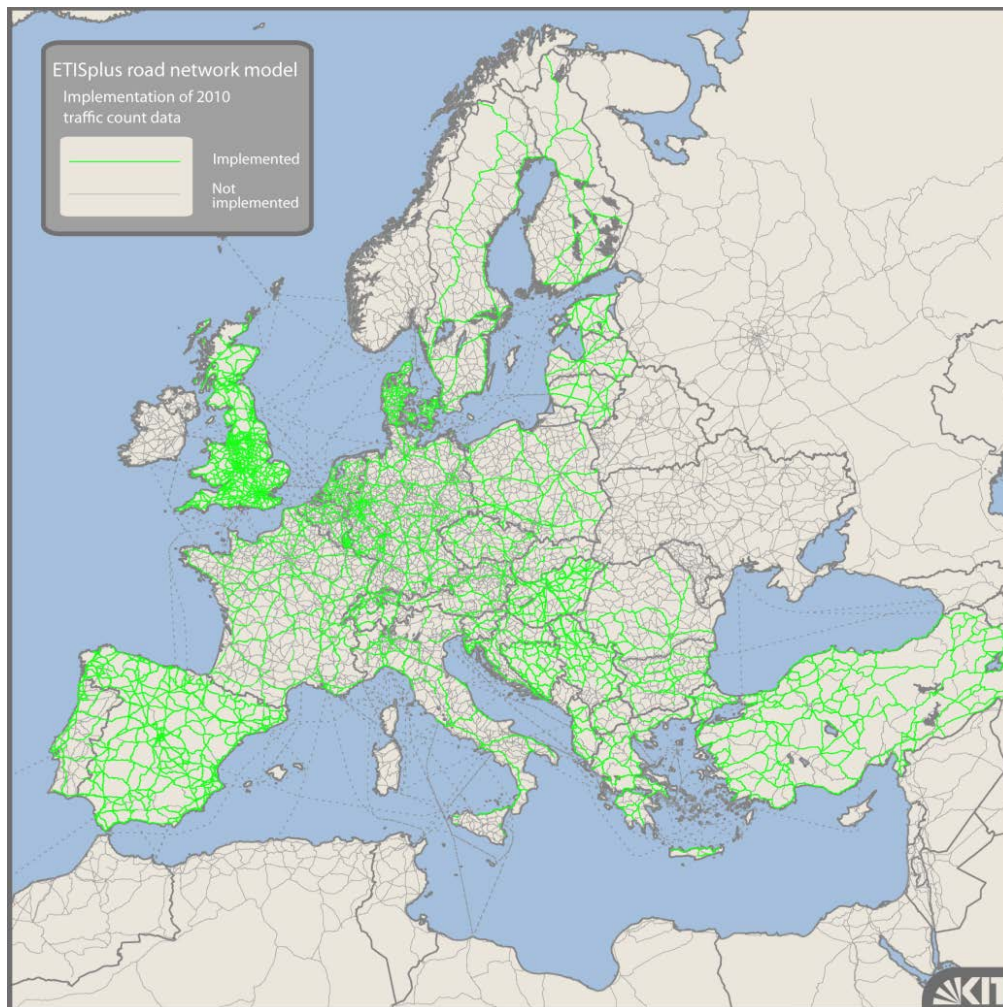 ETISplus road network model
Implementation of 2010
traffic count data
Implemented
Not
implemented
KIT